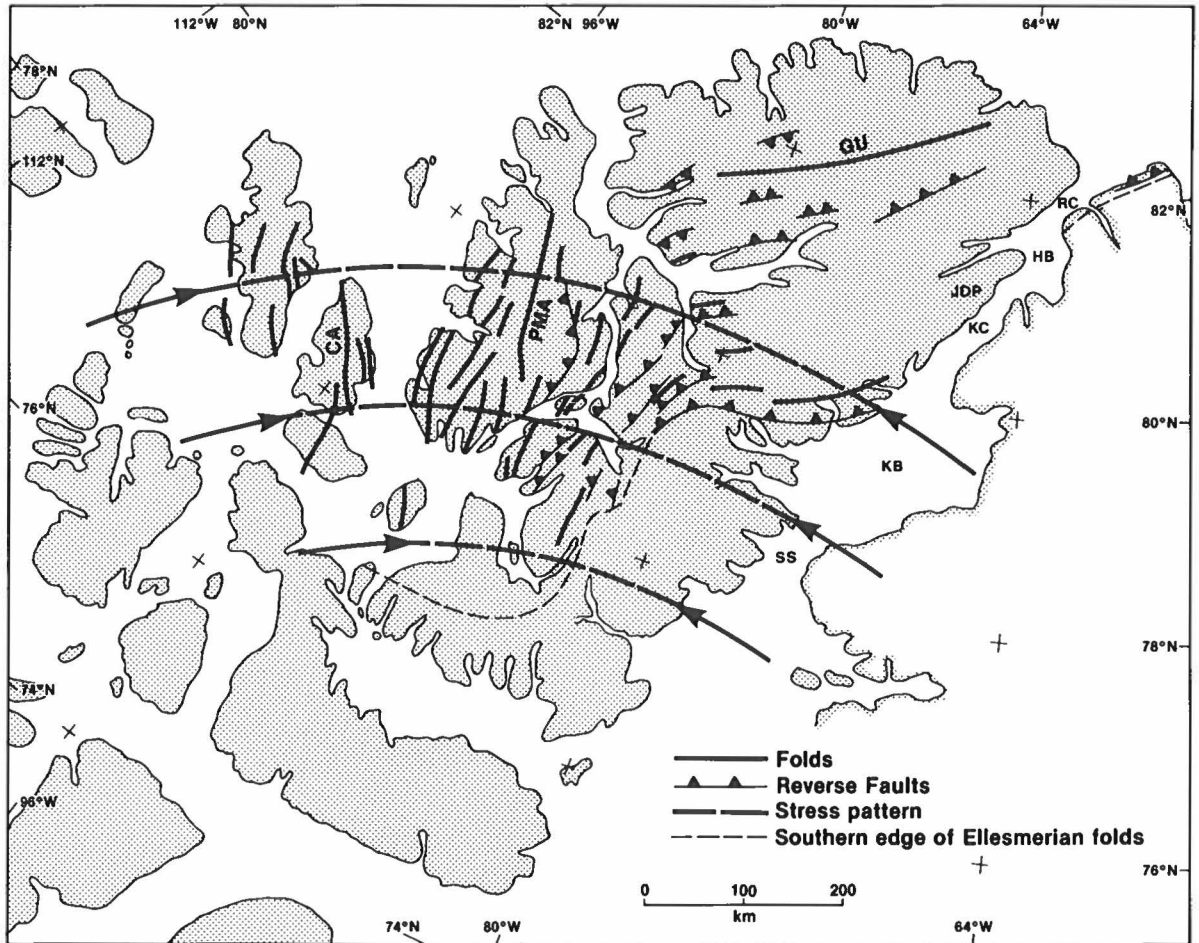 112°W 80°N 82°N 96°W 80°W 64°W
78°N
112°N
GU
RC
82°N
HB
JDP
KC
CA
PMA
76°N
80°N
KB
SS
78°N
74°N
Folds
Reverse Faults
Stress pattern
Southern edge of Ellesmerian folds
96°W
76°N
0 100 200
km
74°N 80°W 64°W